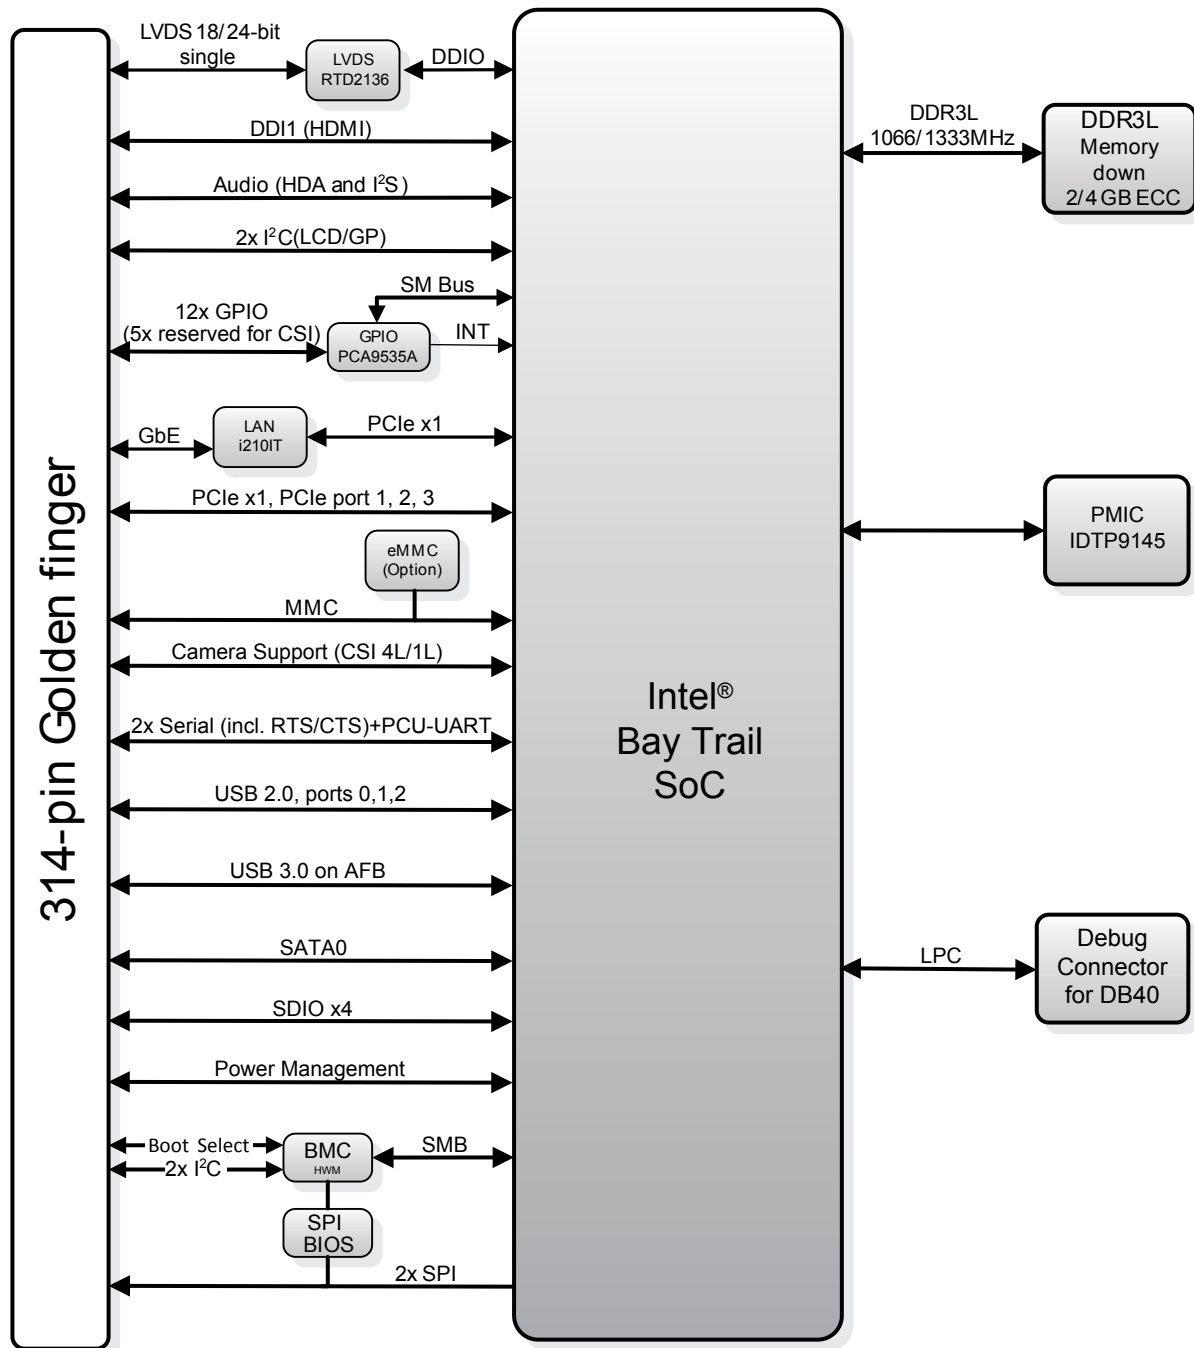 LVDS 18/24-bit
single
LVDS
RTD2136
DDIO
DDI1 (HDMI)
Audio (HDA and I²S)
2x I²C(LCD/GP)
SM Bus
12x GPIO
(5x reserved for CSI)
GPIO
PCA9535A
INT
GbE
LAN
i210IT
PCIe x1
PCIe x1, PCIe port 1, 2, 3
eMMC
(Option)
MMC
Camera Support (CSI 4L/1L)
2x Serial (incl. RTS/CTS)+PCU-UART
USB 2.0, ports 0,1,2
USB 3.0 on AFB
SATA0
SDIO x4
Power Management
Boot Select
2x I²C
BMC
HWM
SMB
SPI
BIOS
2x SPI
314-pin Golden finger
Intel®
Bay Trail
SoC
DDR3L
1066/1333MHz
DDR3L
Memory
down
2/4 GB ECC
PMIC
IDTP9145
LPC
Debug
Connector
for DB40